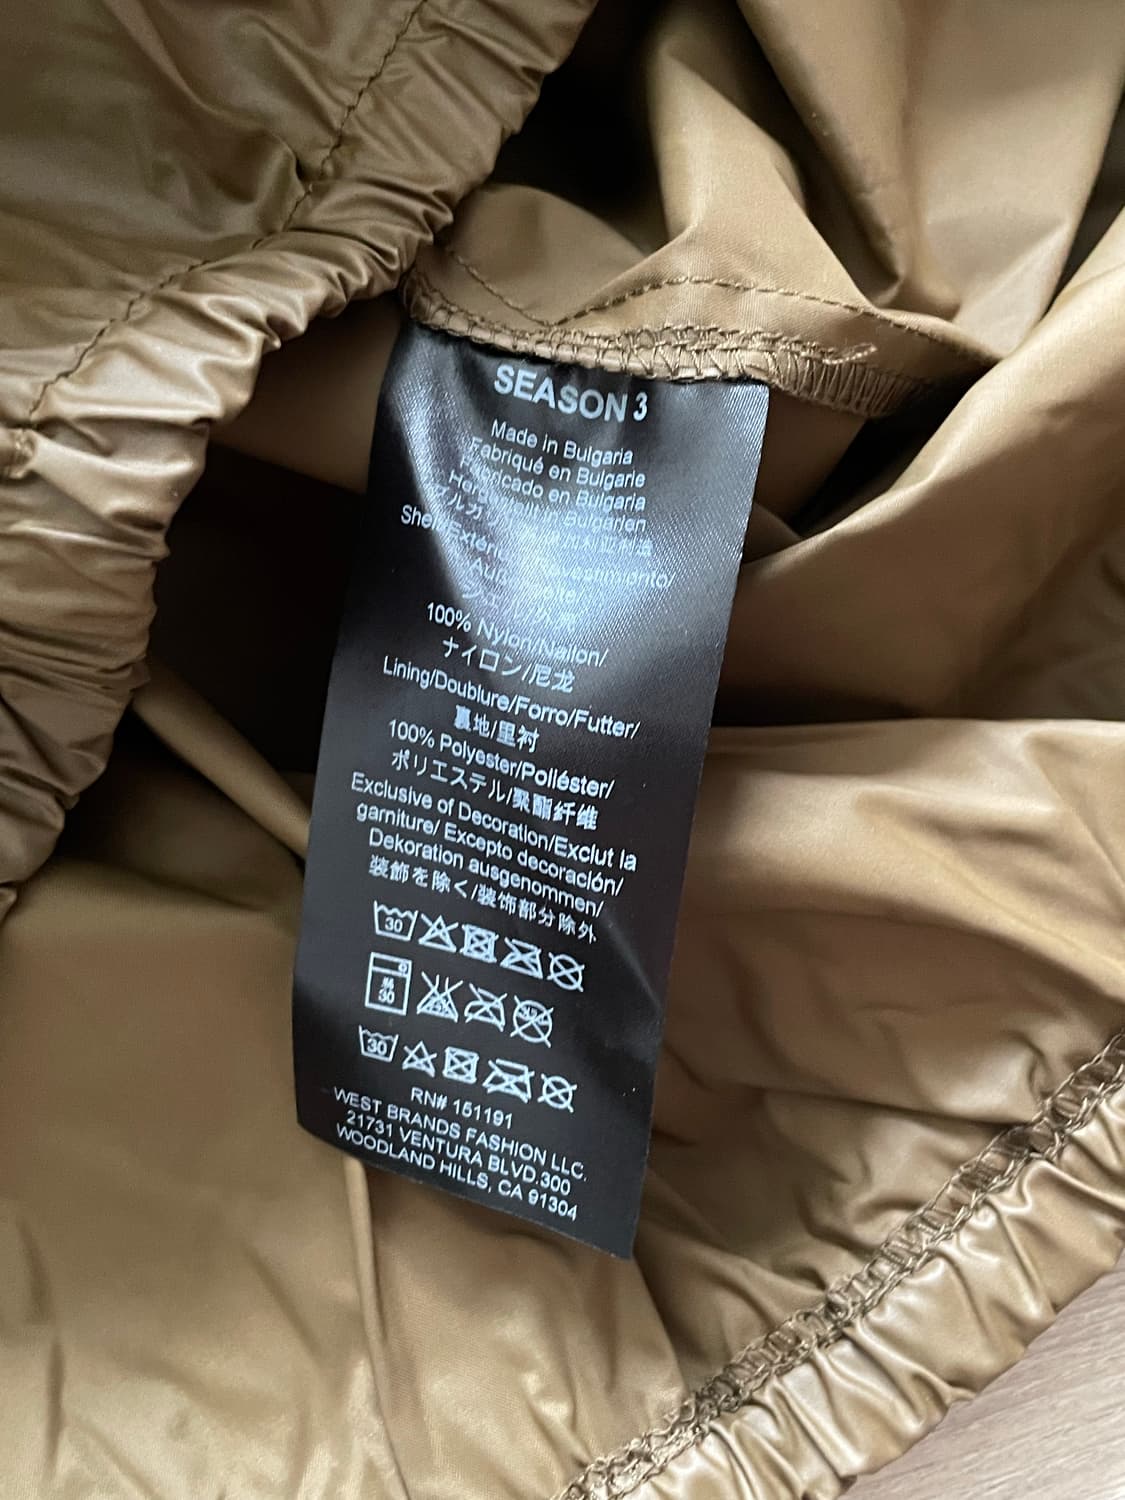 SEASON 3
Made in Bulgaria
Fabriqué en Bulgarie
Fabricado en Bulgaria
in Bulgarien
100% Nylon/Nailon/
ナイロン/尼龙
Lining/Doublure/Forro/Futter/
裏地/里衬
100% Polyester/Poliéster/
ポリエステル/聚酯纤维
Exclusive of Decoration/Exclut la
garniture/ Excepto decoración/
Dekoration ausgenommen/
装飾を除く/装饰部分除外
30
30
30
RN# 151191
WEST BRANDS FASHION LLC.
21731 VENTURA BLVD.300
WOODLAND HILLS, CA 91304